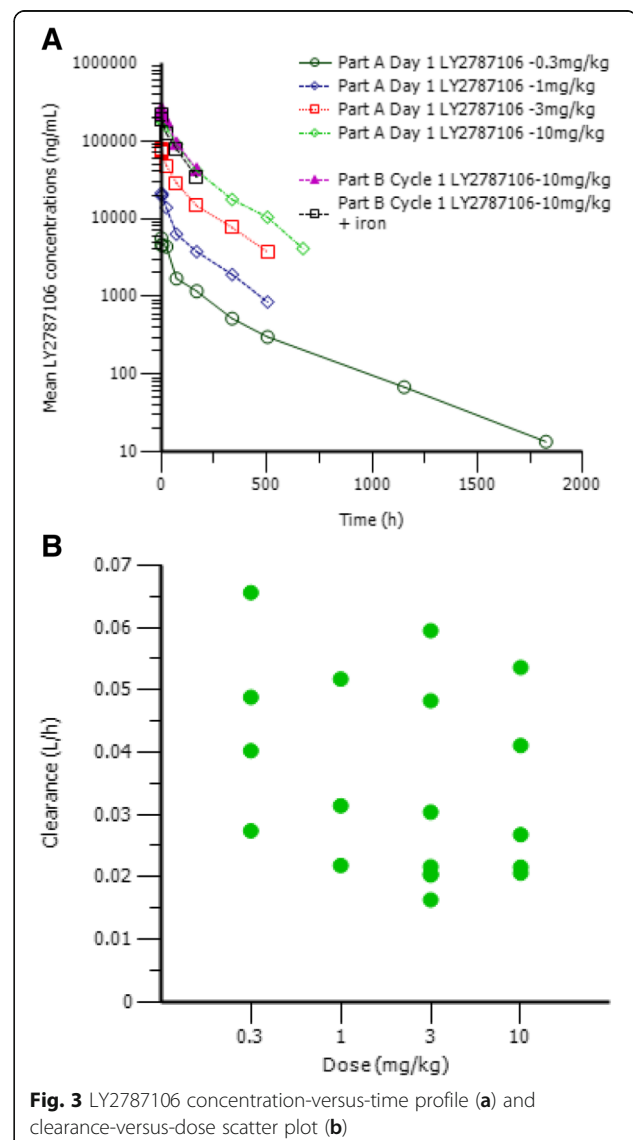 A
Mean LY2787106 concentrations (ng/mL)
1000000
100000
10000
1000
100
10
0
500
1000
1500
2000
Time (h)
Part A Day 1 LY2787106 -0.3mg/kg
Part A Day 1 LY2787106 -1mg/kg
Part A Day 1 LY2787106 -3mg/kg
Part A Day 1 LY2787106 -10mg/kg
Part B Cycle 1 LY2787106-10mg/kg
Part B Cycle 1 LY2787106-10mg/kg
+ iron
B
Clearance (L/h)
0.07
0.06
0.05
0.04
0.03
0.02
0.01
0
0.3
1
3
10
Dose (mg/kg)
Fig. 3 LY2787106 concentration-versus-time profile (a) and
clearance-versus-dose scatter plot (b)